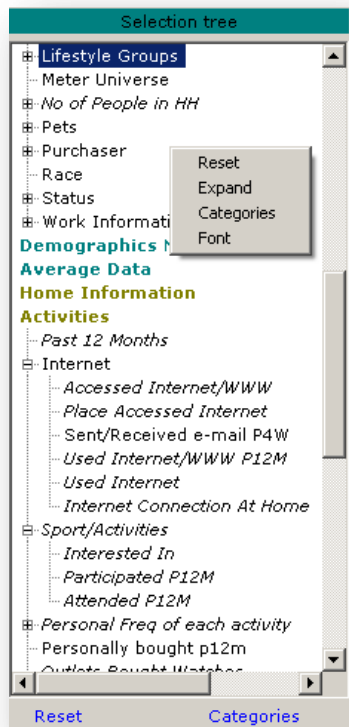 Selection tree
Lifestyle Groups
Meter Universe
No of People in HH
Pets
Purchaser
Race
Status
Work Informati
Reset
Expand
Categories
Font
Demographics
Average Data
Home Information
Activities
Past 12 Months
Internet
Accessed Internet/WWW
Place Accessed Internet
Sent/Received e-mail P4W
Used Internet/WWW P12M
Used Internet
Internet Connection At Home
Sport/Activities
Interested In
Participated P12M
Attended P12M
Personal Freq of each activity
Personally bought p12m
Outlets Bought Watches
Reset Categories